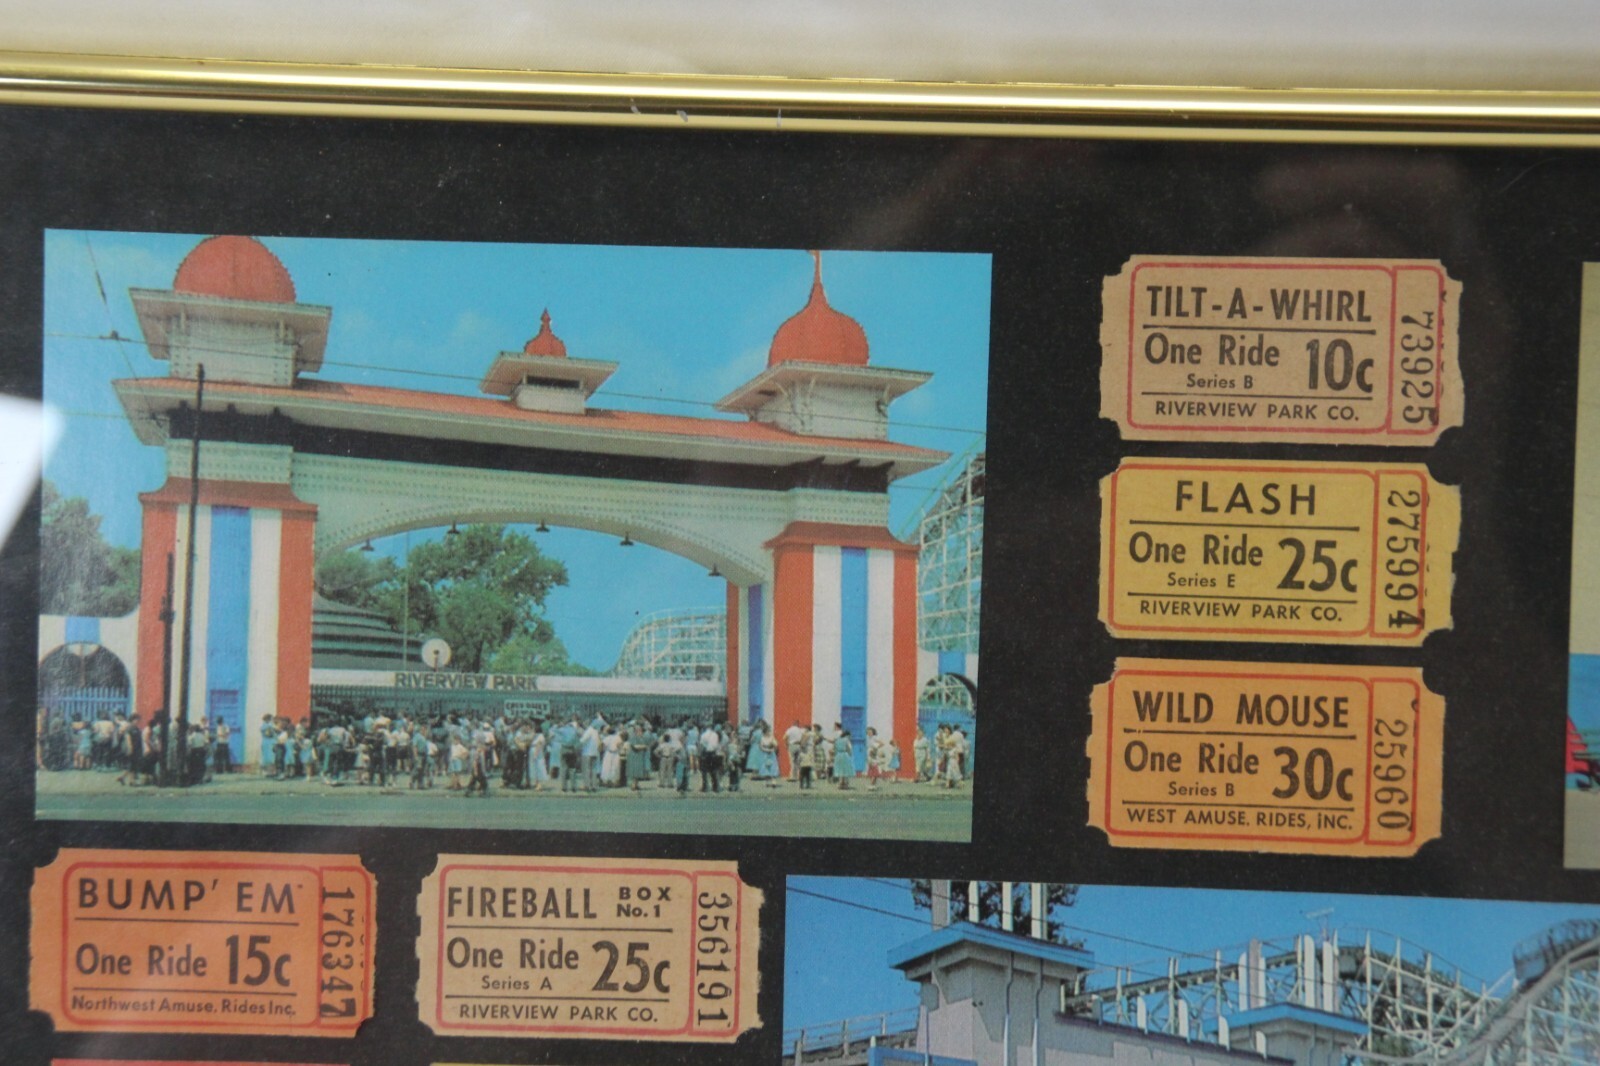 RIVERVIEW PARK
TILT-A-WHIRL
One Ride 10c
Series B
RIVERVIEW PARK CO.
73925
FLASH
One Ride 25c
Series E
RIVERVIEW PARK CO.
275994
WILD MOUSE
One Ride 30c
Series B
WEST AMUSE. RIDES, INC.
25960
BUMP' EM
One Ride 15c
Northwest Amuse. Rides Inc.
176347
FIREBALL BOX No. 1
One Ride 25c
Series A
RIVERVIEW PARK CO.
356191